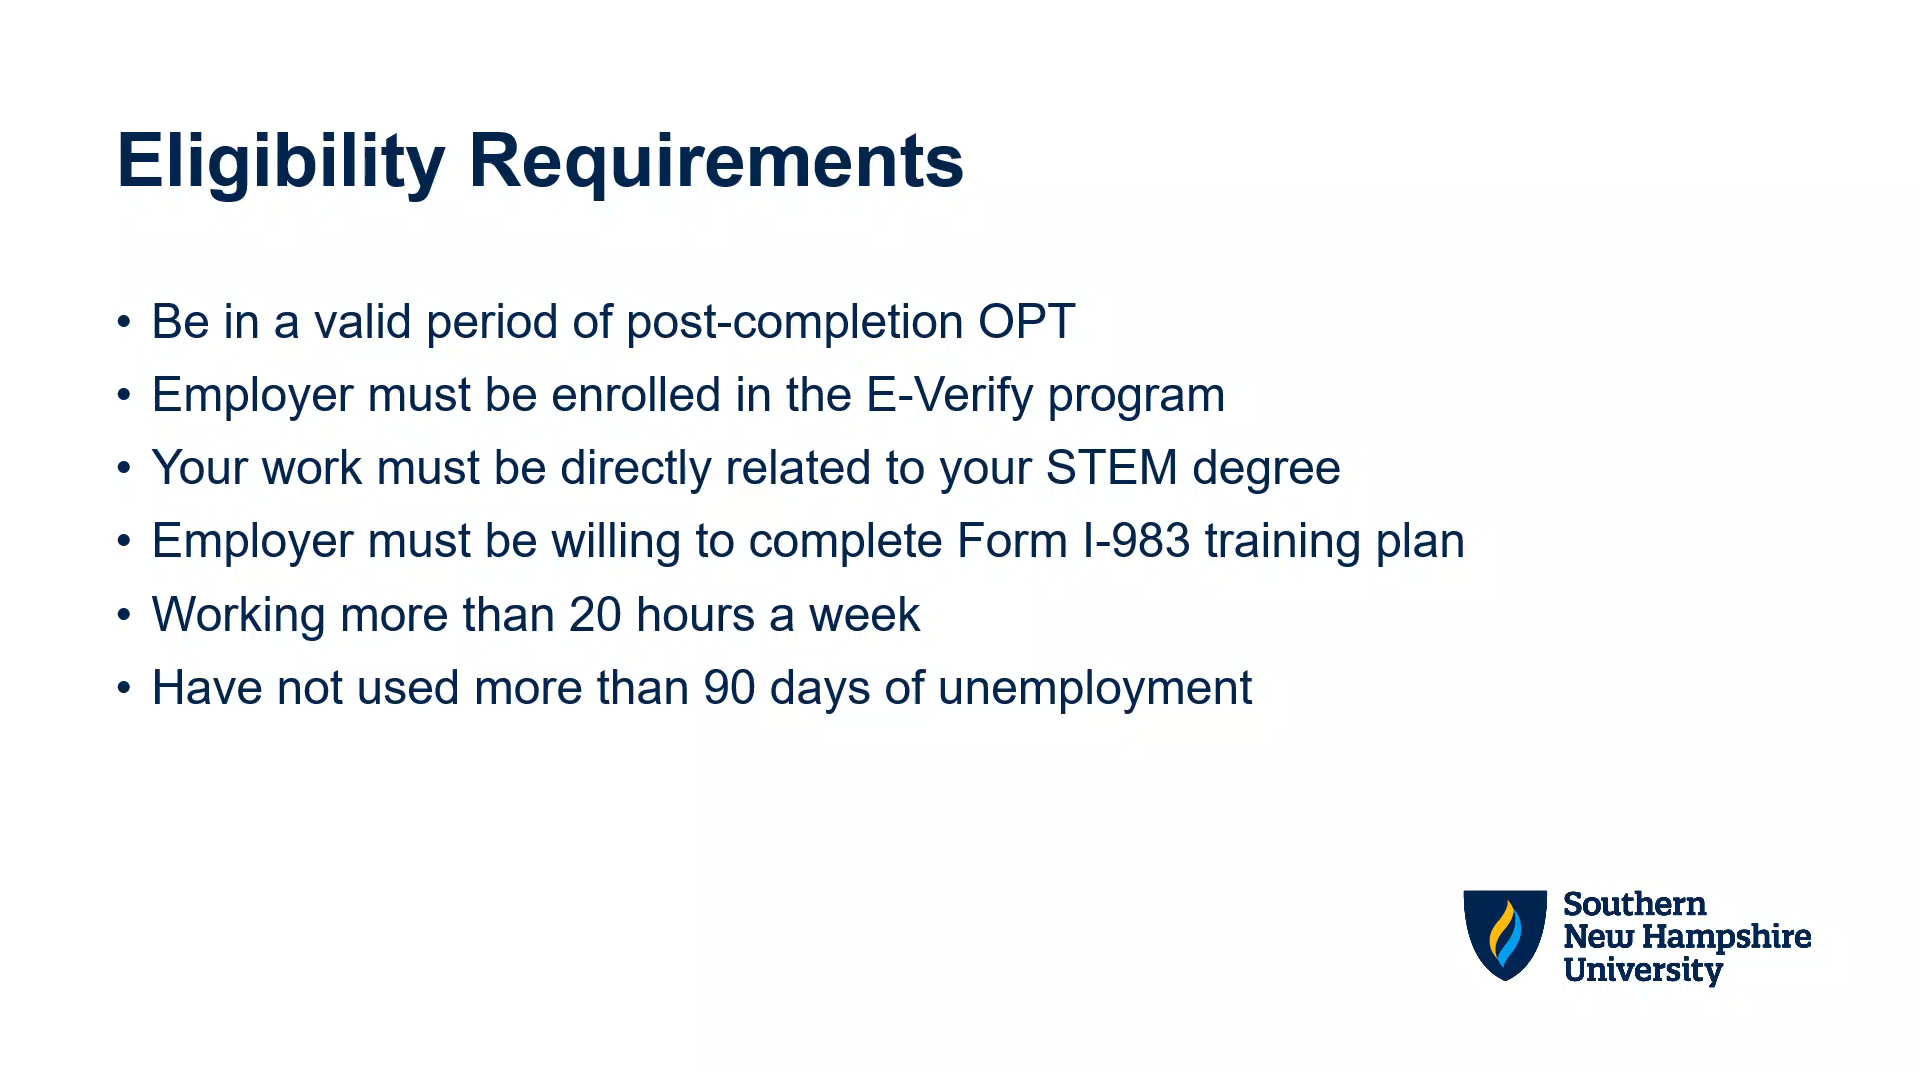 Eligibility Requirements
• Be in a valid period of post-completion OPT
• Employer must be enrolled in the E-Verify program
• Your work must be directly related to your STEM degree
• Employer must be willing to complete Form I-983 training plan
• Working more than 20 hours a week
• Have not used more than 90 days of unemployment
Southern
New Hampshire
University